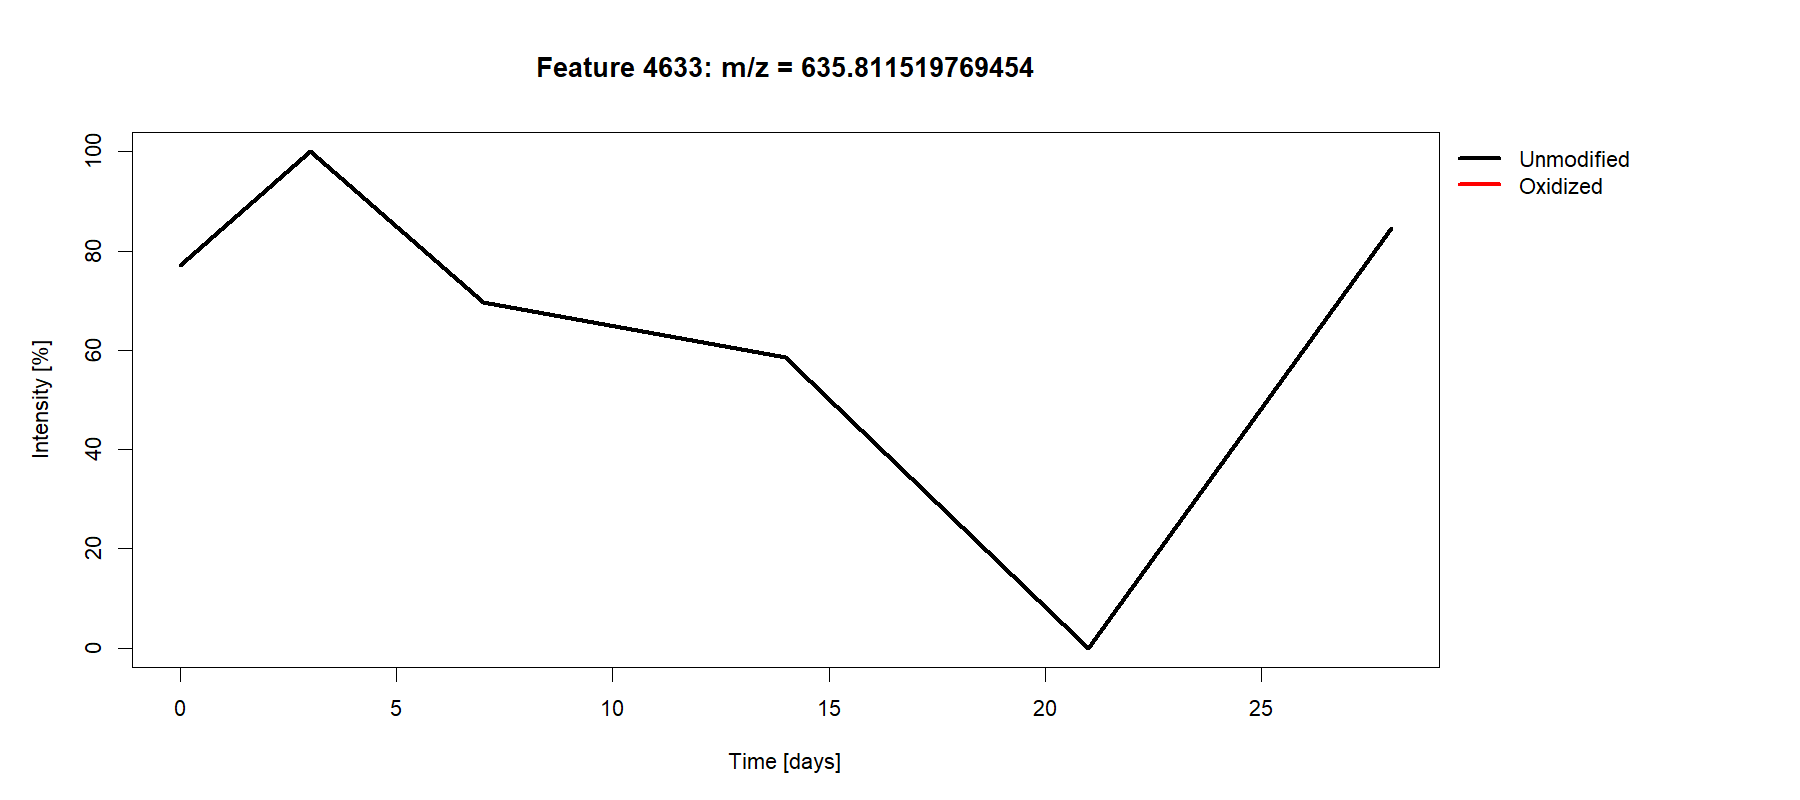 Feature 4633: m/z = 635.811519769454
Unmodified
Oxidized
Intensity [%]
100
80
60
40
20
0
0 5 10 15 20 25
Time [days]